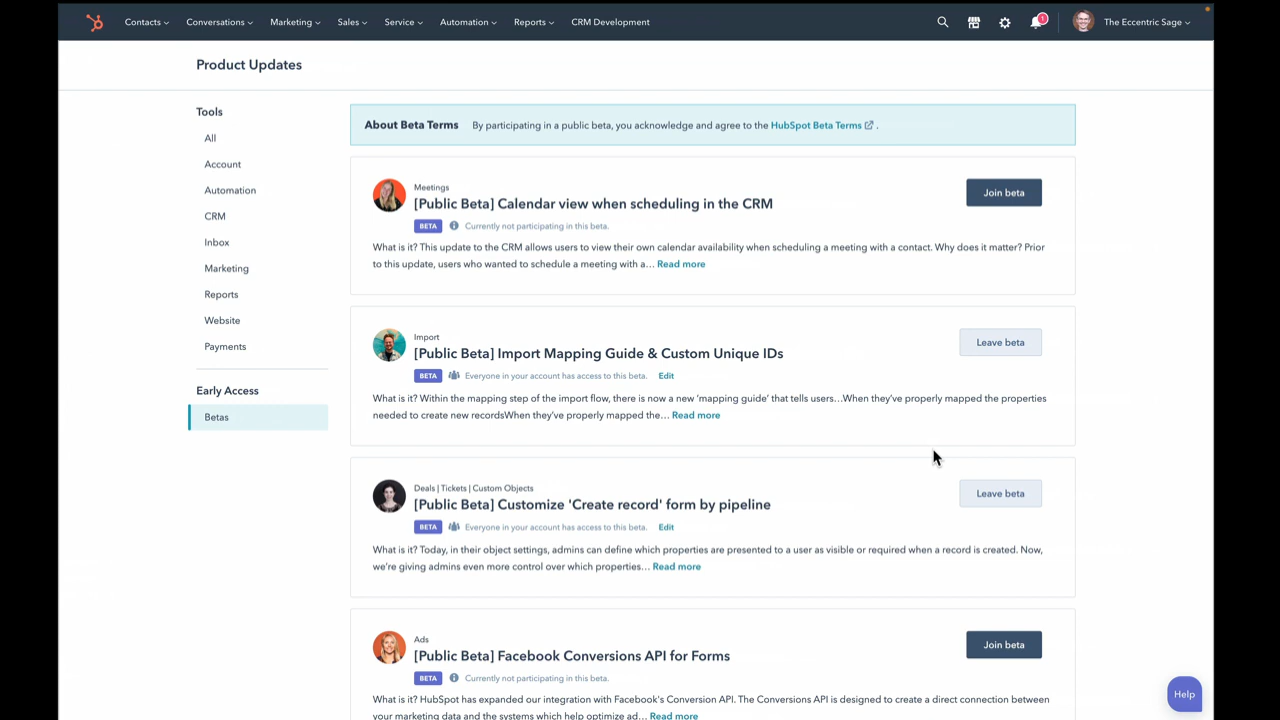 Contacts Conversations Marketing Sales Service Automation Reports CRM Development 1 The Eccentric Sage
Product Updates
Tools
All
Account
Automation
CRM
Inbox
Marketing
Reports
Website
Payments
Early Access
Betas
About Beta Terms By participating in a public beta, you acknowledge and agree to the HubSpot Beta Terms .
Meetings
[Public Beta] Calendar view when scheduling in the CRM
Join beta
BETA Currently not participating in this beta.
What is it? This update to the CRM allows users to view their own calendar availability when scheduling a meeting with a contact. Why does it matter? Prior
to this update, users who wanted to schedule a meeting with a... Read more
Import
[Public Beta] Import Mapping Guide & Custom Unique IDs
Leave beta
BETA Everyone in your account has access to this beta. Edit
What is it? Within the mapping step of the import flow, there is now a new 'mapping guide' that tells users...When they've properly mapped the properties
needed to create new recordsWhen they've properly mapped the... Read more
Deals | Tickets | Custom Objects
[Public Beta] Customize 'Create record' form by pipeline
Leave beta
BETA Everyone in your account has access to this beta. Edit
What is it? Today, in their object settings, admins can define which properties are presented to a user as visible or required when a record is created. Now,
we're giving admins even more control over which properties... Read more
Ads
[Public Beta] Facebook Conversions API for Forms
Join beta
BETA Currently not participating in this beta.
What is it? HubSpot has expanded our integration with Facebook's Conversion API. The Conversions API is designed to create a direct connection between
your marketing data and the systems which help optimize ad... Read more
Help